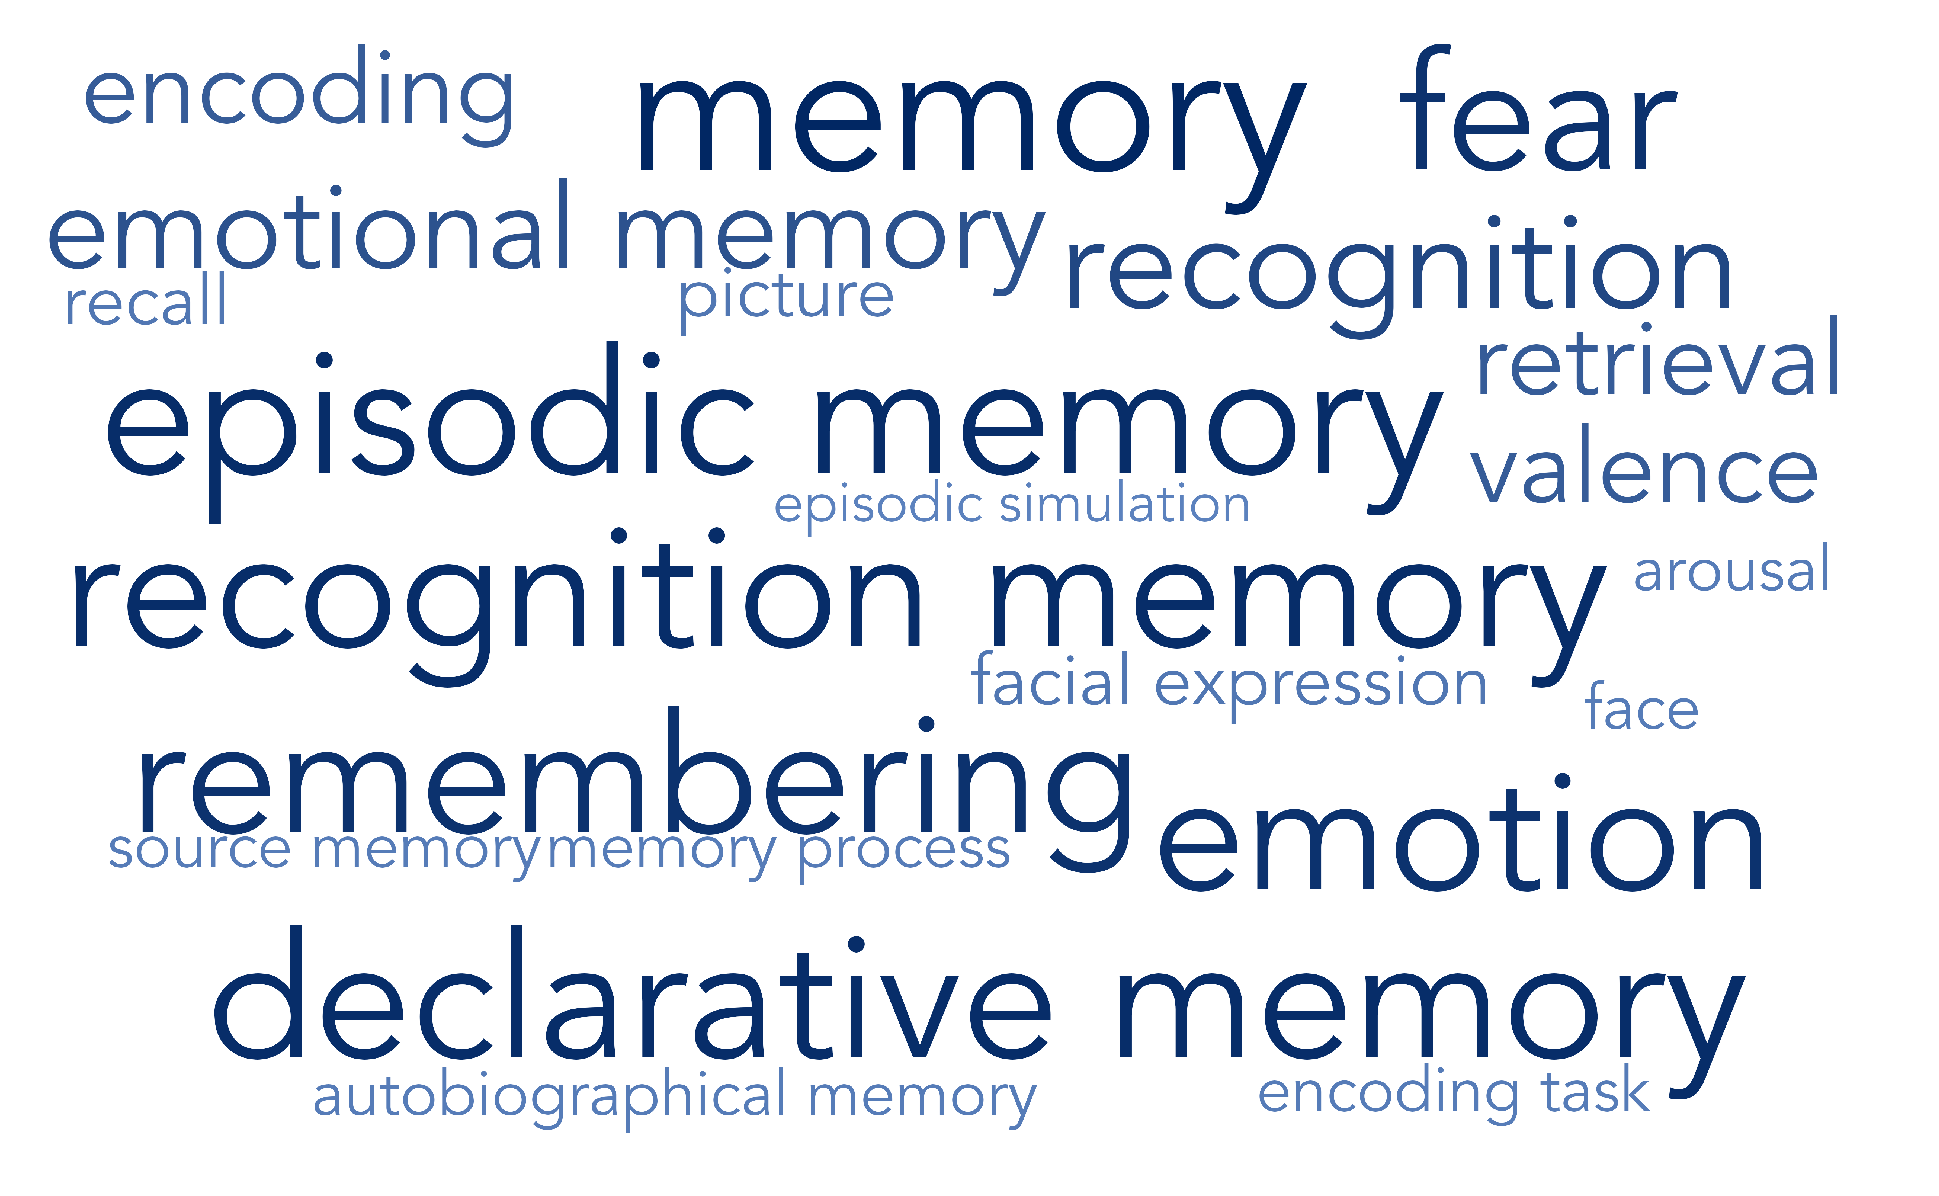 encoding memory fear
emotional memory recognition
recall picture
retrieval
episodic memory
valence
episodic simulation
recognition memory arousal
facial expression face
remembering
emotion
source memory memory process
declarative memory
autobiographical memory encoding task